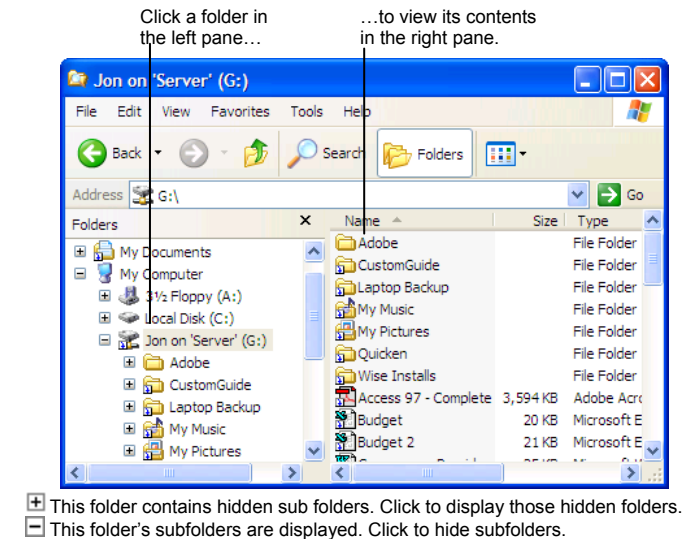 Click a folder in
the left pane…
…to view its contents
in the right pane.
Jon on 'Server' (G:)
File Edit View Favorites Tools Help
Back Search Folders
Address G:\ Go
Folders
My Documents
My Computer
3½ Floppy (A:)
Local Disk (C:)
Jon on 'Server' (G:)
Adobe
CustomGuide
Laptop Backup
My Music
My Pictures
Name Size Type
Adobe File Folder
CustomGuide File Folder
Laptop Backup File Folder
My Music File Folder
My Pictures File Folder
Quicken File Folder
Wise Installs File Folder
Access 97 - Complete 3,594 KB Adobe Acro
Budget 20 KB Microsoft E
Budget 2 21 KB Microsoft E
This folder contains hidden sub folders. Click to display those hidden folders.
This folder's subfolders are displayed. Click to hide subfolders.